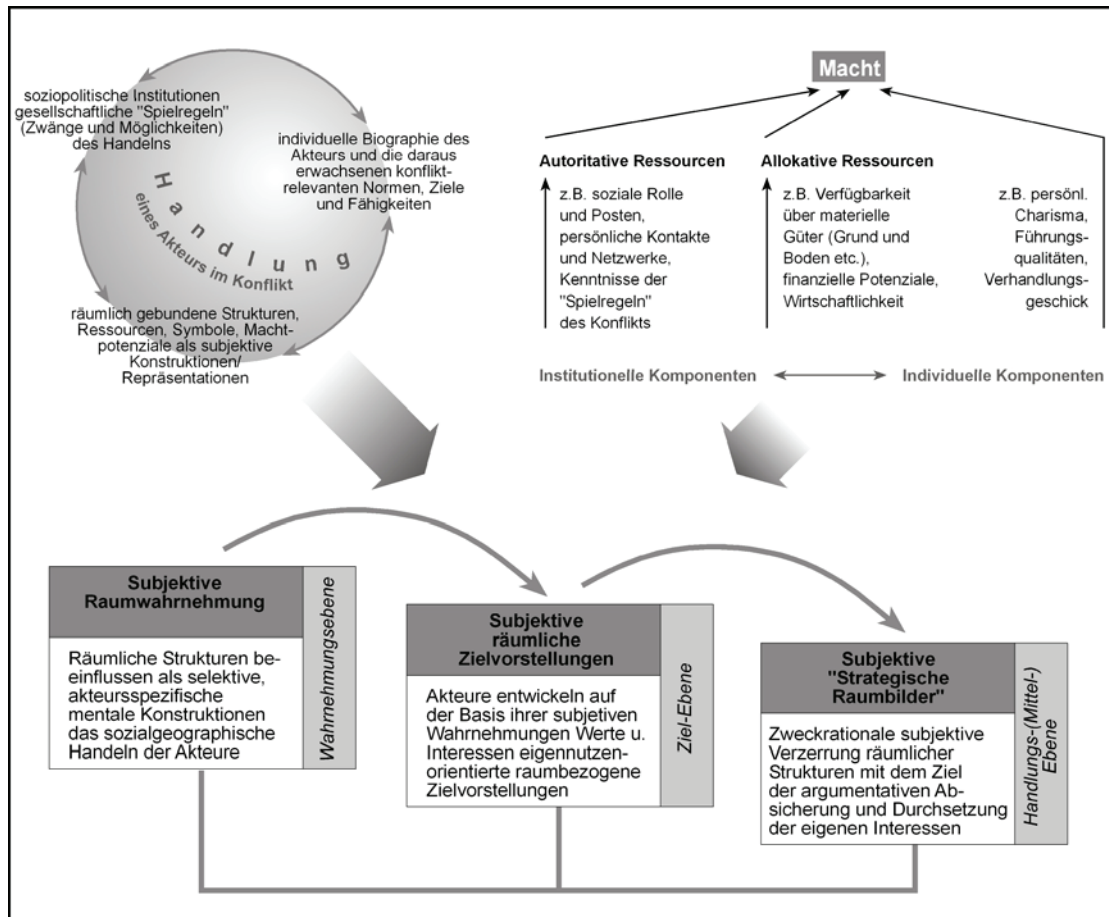 soziopolitische Institutionen
gesellschaftliche "Spielregeln"
(Zwänge und Möglichkeiten)
des Handelns
individuelle Biographie des
Akteurs und die daraus
erwachsenen konflikt-
relevanten Normen, Ziele
und Fähigkeiten
Handlung
eines Akteurs im Konflikt
räumlich gebundene Strukturen,
Ressourcen, Symbole, Macht-
potenziale als subjektive
Konstruktionen/
Repräsentationen
Macht
Autoritative Ressourcen
z.B. soziale Rolle
und Posten,
persönliche Kontakte
und Netzwerke,
Kenntnisse der
"Spielregeln"
des Konflikts
Allokative Ressourcen
z.B. Verfügbarkeit
über materielle
Güter (Grund und
Boden etc.),
finanzielle Potenziale,
Wirtschaftlichkeit
z.B. persönl.
Charisma,
Führungs-
qualitäten,
Verhandlungs-
geschick
Institutionelle Komponenten
Individuelle Komponenten
Subjektive
Raumwahrnehmung
Räumliche Strukturen be-
einflussen als selektive,
akteursspezifische
mentale Konstruktionen
das sozialgeographische
Handeln der Akteure
Wahrnehmungsebene
Subjektive
räumliche
Zielvorstellungen
Akteure entwickeln auf
der Basis ihrer subjetiven
Wahrnehmungen Werte u.
Interessen eigennutzen-
orientierte raumbezogene
Zielvorstellungen
Ziel-Ebene
Subjektive
"Strategische
Raumbilder"
Zweckrationale subjektive
Verzerrung räumlicher
Strukturen mit dem Ziel
der argumentativen Ab-
sicherung und Durchsetzung
der eigenen Interessen
Handlungs-(Mittel-)
Ebene